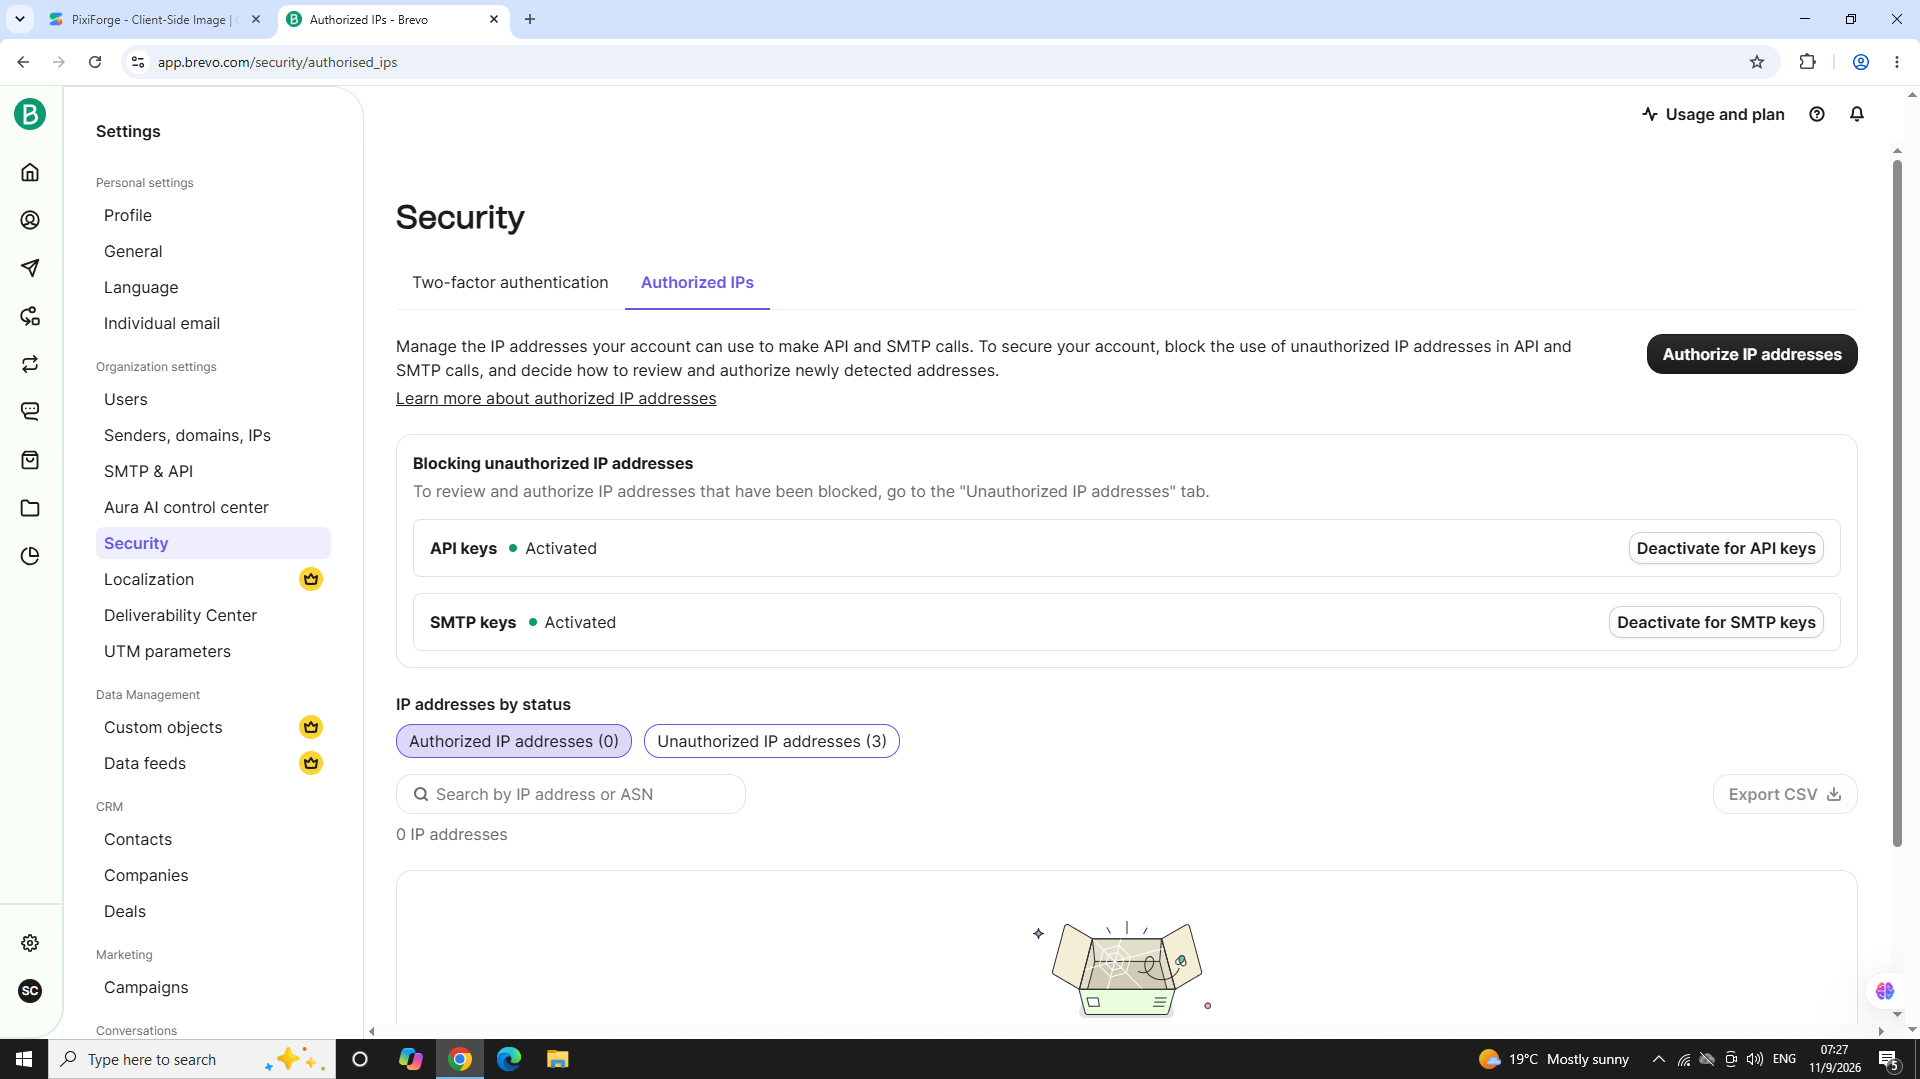 PixiForge - Client-Side Image |
Authorized IPs - Brevo
app.brevo.com/security/authorised_ips
B
Usage and plan
Settings
Personal settings
Profile
General
Language
Individual email
Organization settings
Users
Senders, domains, IPs
SMTP & API
Aura AI control center
Security
Localization
Deliverability Center
UTM parameters
Data Management
Custom objects
Data feeds
CRM
Contacts
Companies
Deals
Marketing
Campaigns
Conversations
SC
Security
Two-factor authentication
Authorized IPs
Manage the IP addresses your account can use to make API and SMTP calls. To secure your account, block the use of unauthorized IP addresses in API and
SMTP calls, and decide how to review and authorize newly detected addresses.
Learn more about authorized IP addresses
Authorize IP addresses
Blocking unauthorized IP addresses
To review and authorize IP addresses that have been blocked, go to the "Unauthorized IP addresses" tab.
API keys Activated
Deactivate for API keys
SMTP keys Activated
Deactivate for SMTP keys
IP addresses by status
Authorized IP addresses (0)
Unauthorized IP addresses (3)
Search by IP address or ASN
Export CSV
0 IP addresses
Type here to search
19°C Mostly sunny
ENG
07:27
11/9/2026
5